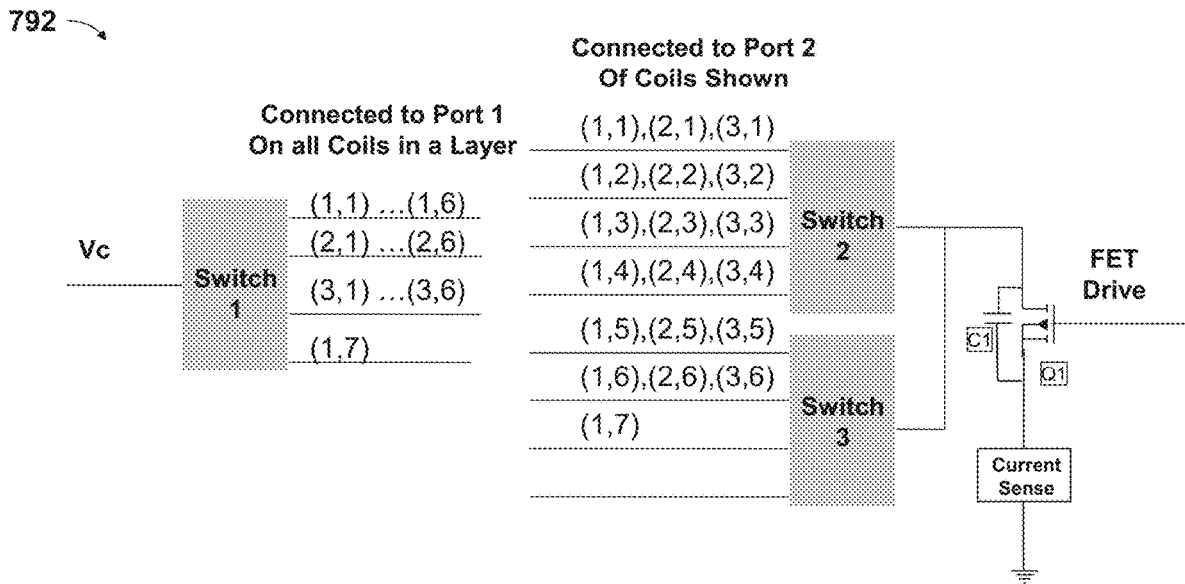 792
Connected to Port 2
Of Coils Shown
Connected to Port 1
On all Coils in a Layer
(1,1),(2,1),(3,1)
(1,2),(2,2),(3,2)
(1,3),(2,3),(3,3)
(1,4),(2,4),(3,4)
(1,5),(2,5),(3,5)
(1,6),(2,6),(3,6)
(1,7)
Vc
Switch
1
(1,1) ...(1,6)
(2,1) ...(2,6)
(3,1) ...(3,6)
(1,7)
Switch
2
Switch
3
FET
Drive
C1
Q1
Current
Sense